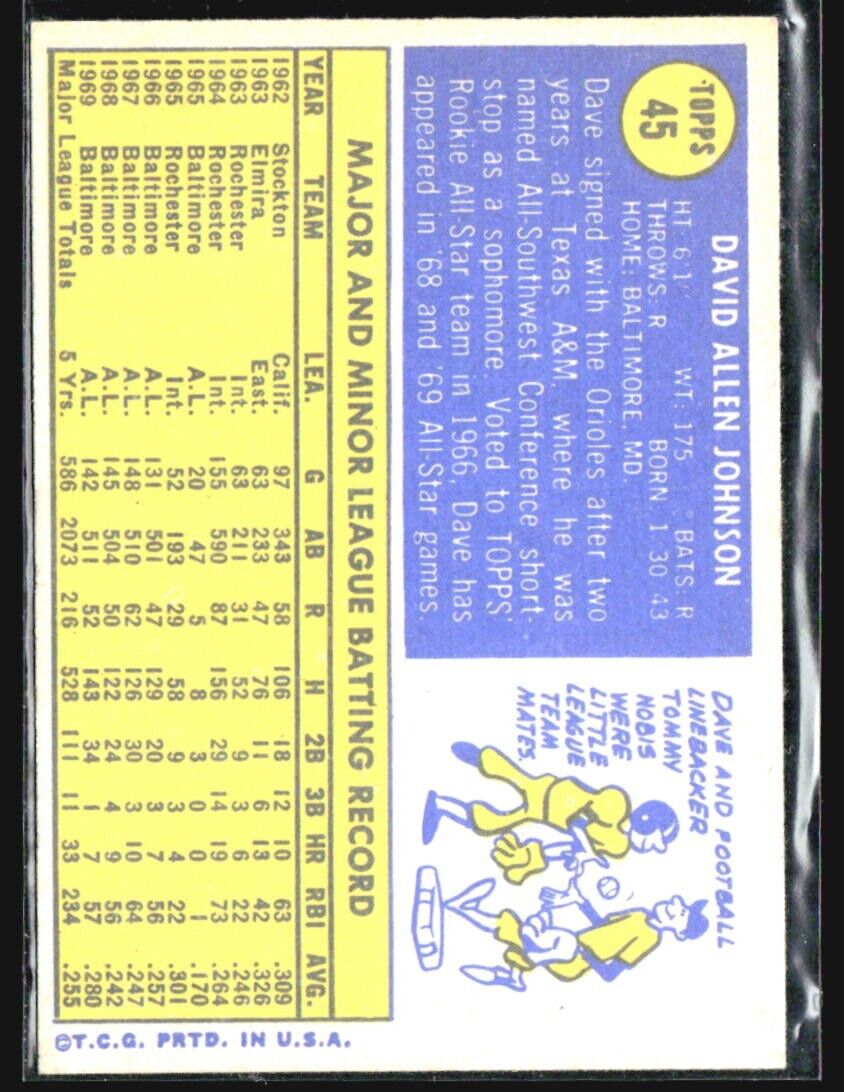 TOPPS
45
DAVID ALLEN JOHNSON
HT: 6'1" WT: 175 BATS: R
THROWS: R BORN: 1-30-43
HOME: BALTIMORE, MD.
Dave signed with the Orioles after two
years at Texas A&M, where he was
named All-Southwest Conference short-
stop as a sophomore. Voted to TOPPS'
Rookie All-Star team in 1966, Dave has
appeared in '68 and '69 All-Star games.
DAVE AND FOOTBALL
LINEBACKER
TOMMY
NOBIS
WERE
LITTLE
LEAGUE
TEAM
MATES.
MAJOR AND MINOR LEAGUE BATTING RECORD
YEAR TEAM LEA. G AB R H 2B 3B HR RBI AVG.
1962 Stockton Calif. 97 343 58 106 18 12 10 63 .309
1963 Elmira East. 63 233 47 76 11 6 13 42 .326
1963 Rochester Int. 63 211 31 52 9 3 6 22 .246
1964 Rochester Int. 155 590 87 156 29 14 19 73 .264
1965 Baltimore A.L. 20 47 5 8 3 0 0 1 .170
1965 Rochester Int. 52 193 29 58 9 3 4 22 .301
1966 Baltimore A.L. 131 501 47 129 20 3 7 56 .257
1967 Baltimore A.L. 148 510 62 126 30 3 10 64 .247
1968 Baltimore A.L. 145 504 50 122 24 4 9 56 .242
1969 Baltimore A.L. 142 511 52 143 34 1 7 57 .280
Major League Totals 5 Yrs. 586 2073 216 528 111 11 33 234 .255
©T.C.G. PRTD. IN U.S.A.